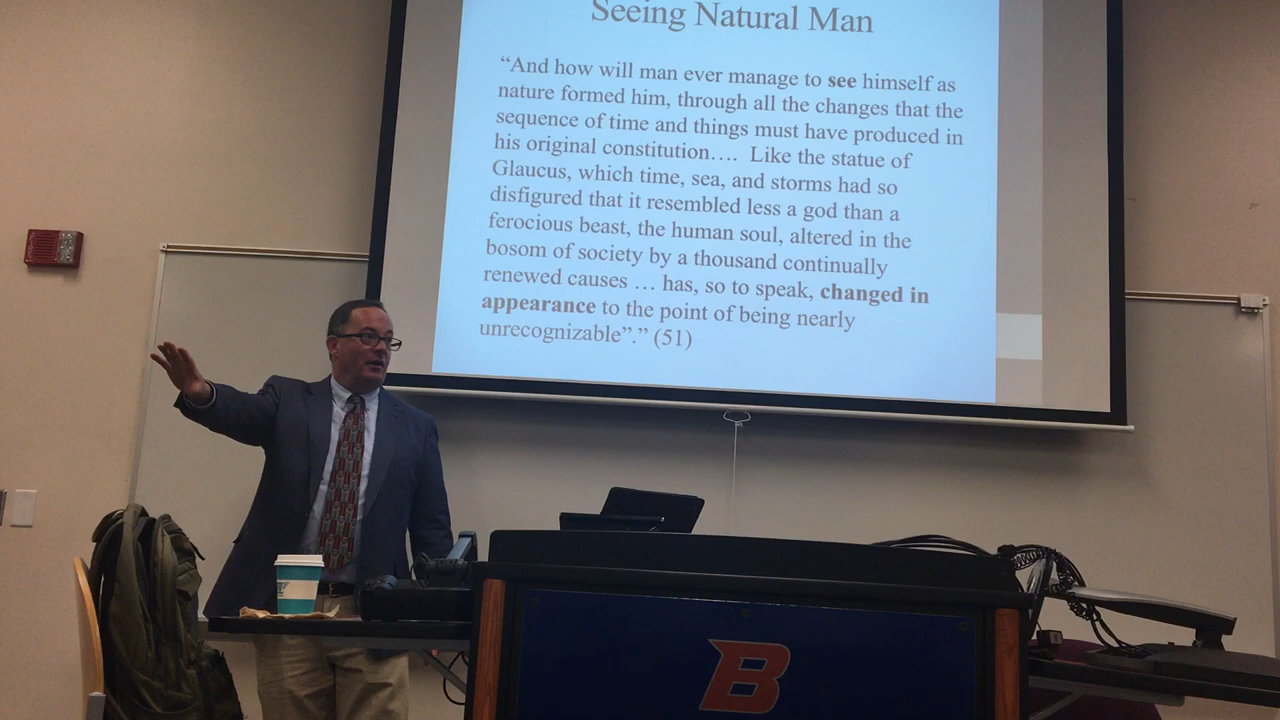 Seeing Natural Man
“And how will man ever manage to see himself as
nature formed him, through all the changes that the
sequence of time and things must have produced in
his original constitution…. Like the statue of
Glaucus, which time, sea, and storms had so
disfigured that it resembled less a god than a
ferocious beast, the human soul, altered in the
bosom of society by a thousand continually
renewed causes … has, so to speak, changed in
appearance to the point of being nearly
unrecognizable”.” (51)
B